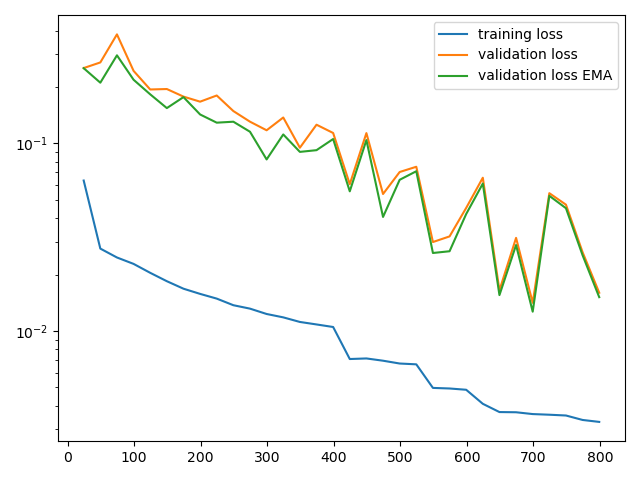 training loss
validation loss
validation loss EMA
10⁻¹
10⁻²
0 100 200 300 400 500 600 700 800